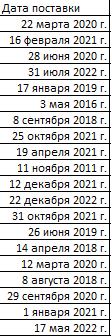 Дата поставки
22 марта 2020 г.
16 февраля 2021 г.
28 июня 2020 г.
31 июля 2022 г.
17 января 2019 г.
3 мая 2016 г.
8 сентября 2018 г.
25 октября 2021 г.
19 апреля 2021 г.
11 ноября 2011 г.
12 декабря 2021 г.
22 декабря 2022 г.
31 октября 2021 г.
26 июня 2019 г.
14 апреля 2018 г.
12 марта 2020 г.
8 августа 2018 г.
29 сентября 2020 г.
1 января 2021 г.
17 мая 2022 г.